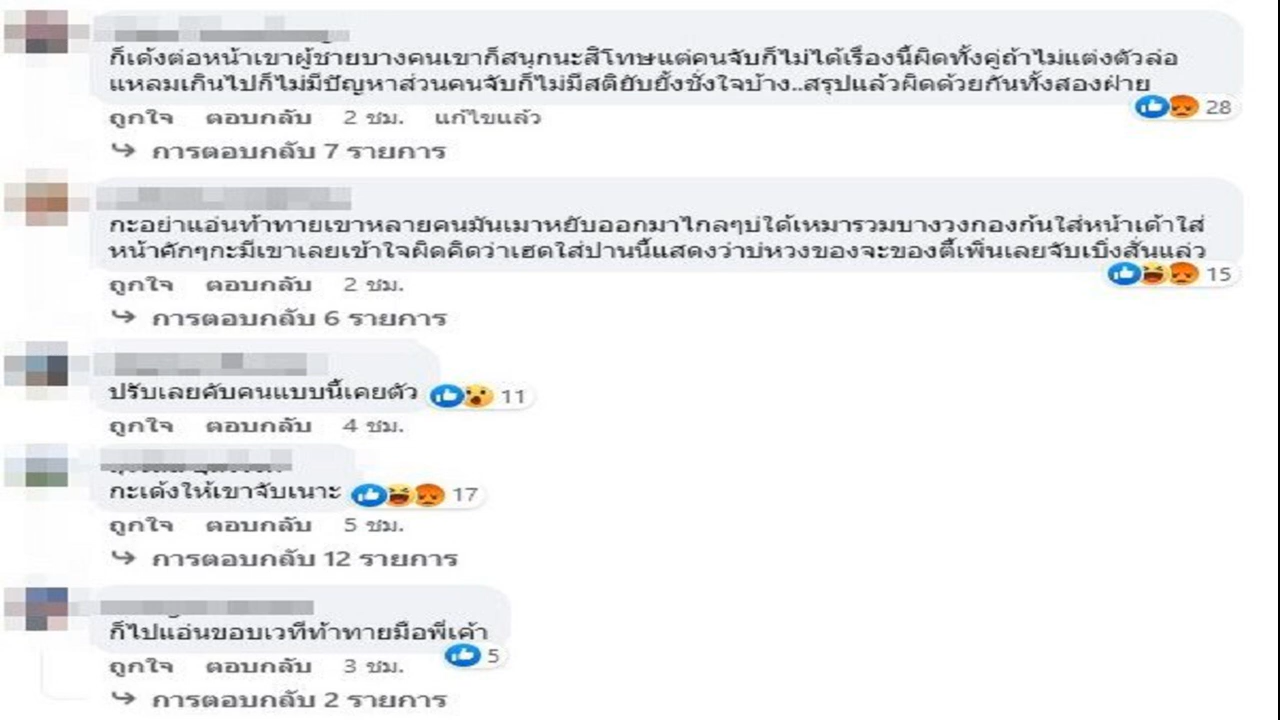 ก็เด้งต่อหน้าเขาผู้ชายบางคนเขาก็สนุกนะสิโทษแต่คนจับก็ไม่ได้เรื่องนี้ผิดทั้งคู่ถ้าไม่แต่งตัวล่อ
แหลมเกินไปก็ไม่มีปัญหาส่วนคนจับก็ไม่มีสติยับยั้งชั่งใจบ้าง..สรุปแล้วผิดด้วยกันทั้งสองฝ่าย
28
ถูกใจ ตอบกลับ 2 ชม. แก้ไขแล้ว
การตอบกลับ 7 รายการ
กะอย่าแอ่นท้าทายเขาหลายคนมันเมาหยับออกมาไกลๆบ่ได้เหมารวมบางวงกองก้นใส่หน้าเด้าใส่
หน้าคักๆกะมีเขาเลยเข้าใจผิดคิดว่าเฮดใส่ปานนี้แสดงว่าบ่หวงของจะของตี้เพิ่นเลยจับเบิ่งสั่นแล่ว
15
ถูกใจ ตอบกลับ 2 ชม.
การตอบกลับ 6 รายการ
ปรับเลยคับคนแบบนี้เคยตัว 11
ถูกใจ ตอบกลับ 4 ชม.
กะเด้งให้เขาจับเนาะ 17
ถูกใจ ตอบกลับ 5 ชม.
การตอบกลับ 12 รายการ
ก็ไปแอ่นขอบเวทีท้าทายมือพี่เค้า
5
ถูกใจ ตอบกลับ 3 ชม.
การตอบกลับ 2 รายการ